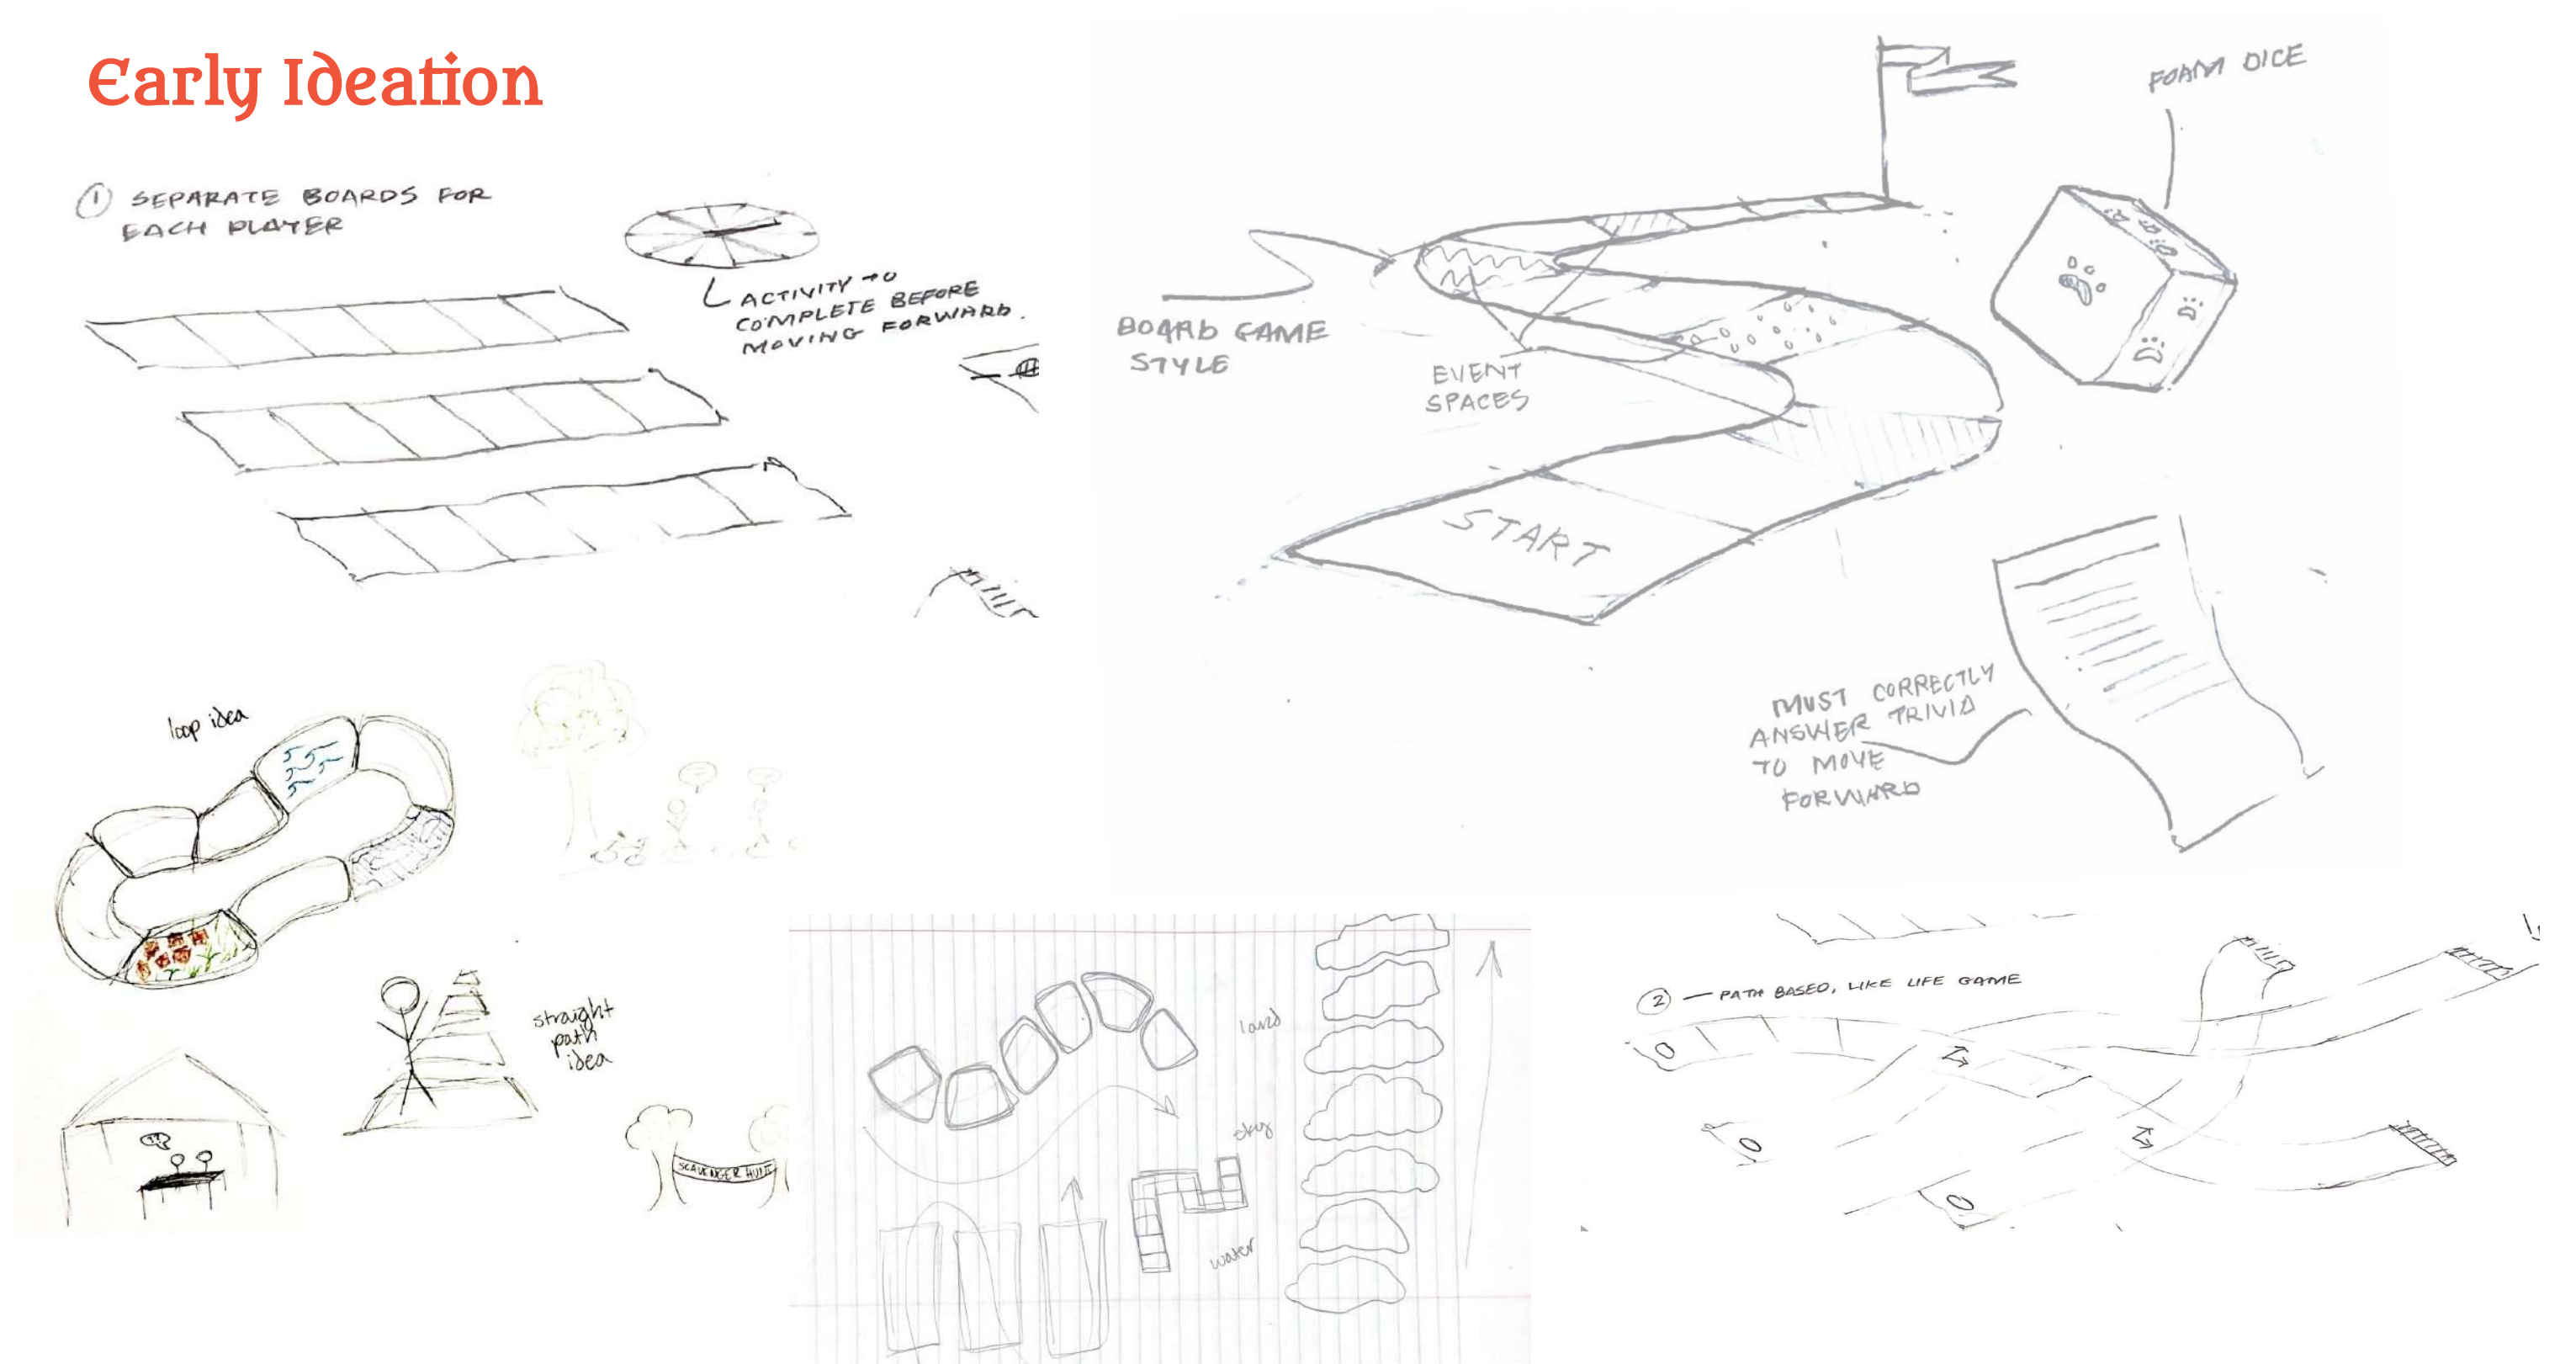 Early Ideation
1 SEPARATE BOARDS FOR
EACH PLAYER
ACTIVITY TO
COMPLETE BEFORE
MOVING FORWARD.
FOAM DICE
BOARD GAME
STYLE
EVENT
SPACES
START
MUST CORRECTLY
ANSWER TRIVIA
TO MOVE
FORWARD
loop idea
straight
path
idea
SCAVENGER HUNT
land
sky
water
2 — PATH BASED, LIKE LIFE GAME